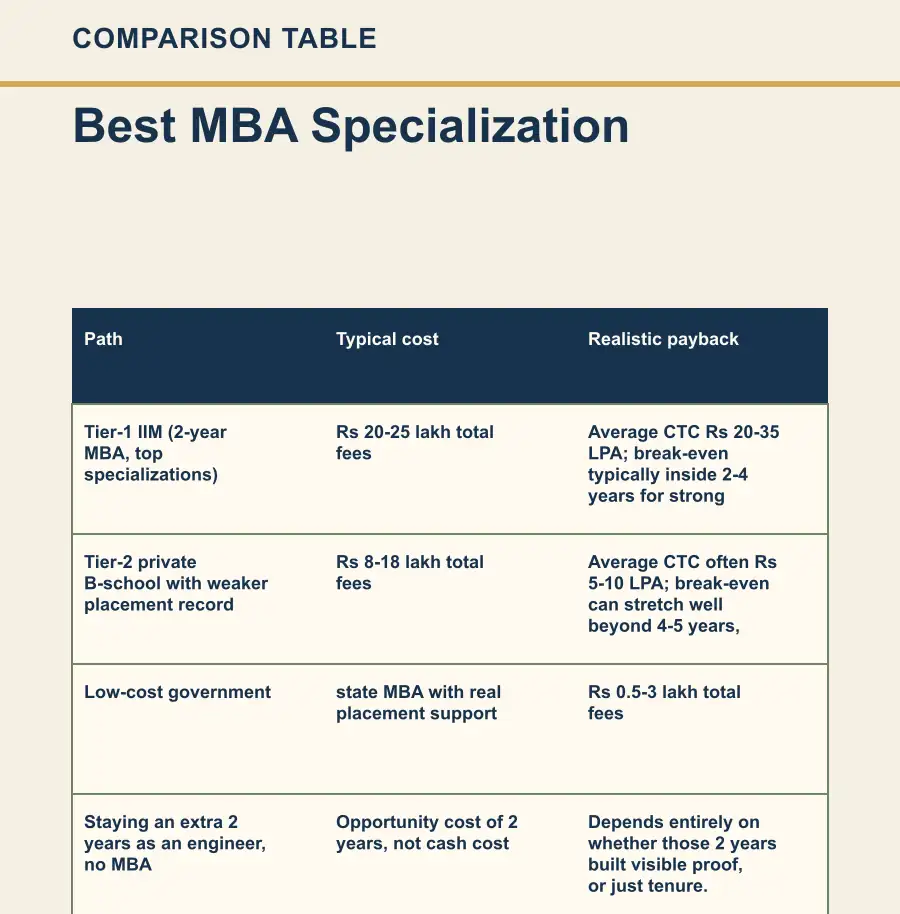 COMPARISON TABLE
Best MBA Specialization
Path
Typical cost
Realistic payback
Tier-1 IIM (2-year
MBA, top
specializations)
Rs 20-25 lakh total
fees
Average CTC Rs 20-35
LPA; break-even
typically inside 2-4
years for strong
Tier-2 private
B-school with weaker
placement record
Rs 8-18 lakh total
fees
Average CTC often Rs
5-10 LPA; break-even
can stretch well
beyond 4-5 years,
Low-cost government
state MBA with real
placement support
Rs 0.5-3 lakh total
fees
Staying an extra 2
years as an engineer,
no MBA
Opportunity cost of 2
years, not cash cost
Depends entirely on
whether those 2 years
built visible proof,
or just tenure.